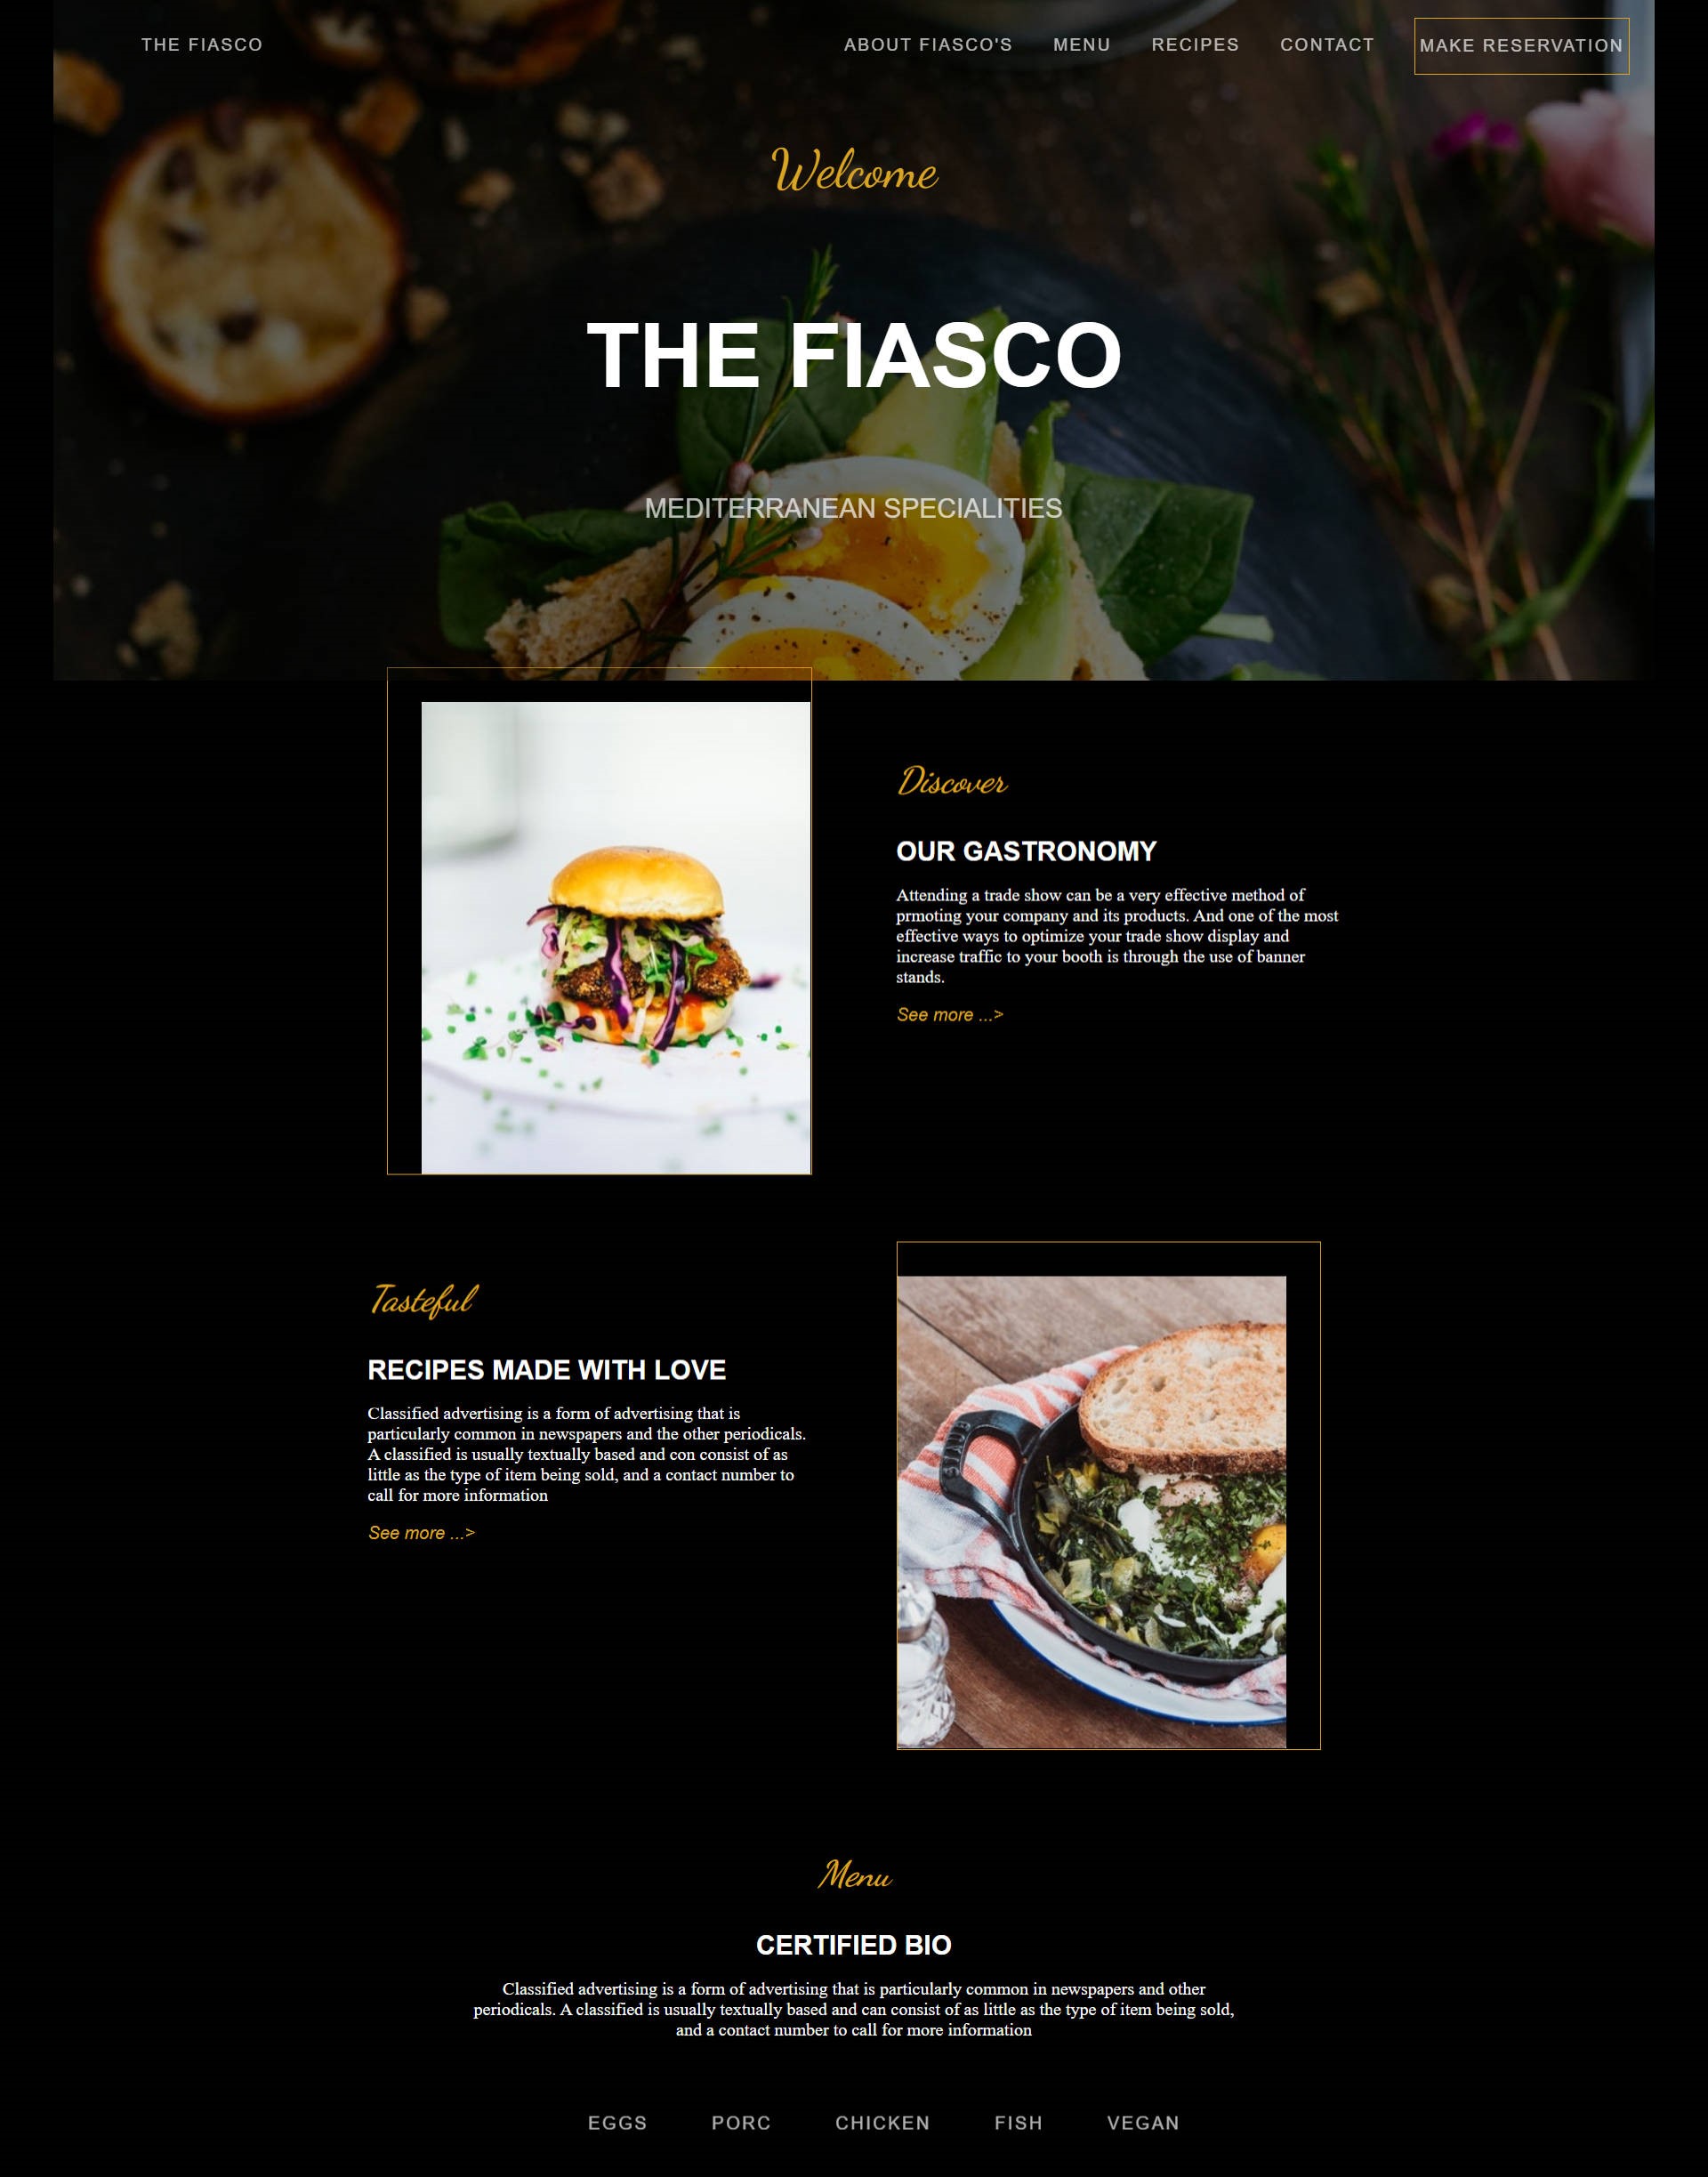 THE FIASCO
ABOUT FIASCO'S MENU RECIPES CONTACT MAKE RESERVATION
Welcome
THE FIASCO
MEDITERRANEAN SPECIALITIES
Discover
OUR GASTRONOMY
Attending a trade show can be a very effective method of
prmoting your company and its products. And one of the most
effective ways to optimize your trade show display and
increase traffic to your booth is through the use of banner
stands.
See more ...>
Tasteful
RECIPES MADE WITH LOVE
Classified advertising is a form of advertising that is
particularly common in newspapers and the other periodicals.
A classified is usually textually based and con consist of as
little as the type of item being sold, and a contact number to
call for more information
See more ...>
Menu
CERTIFIED BIO
Classified advertising is a form of advertising that is particularly common in newspapers and other
periodicals. A classified is usually textually based and can consist of as little as the type of item being sold,
and a contact number to call for more information
EGGS PORC CHICKEN FISH VEGAN